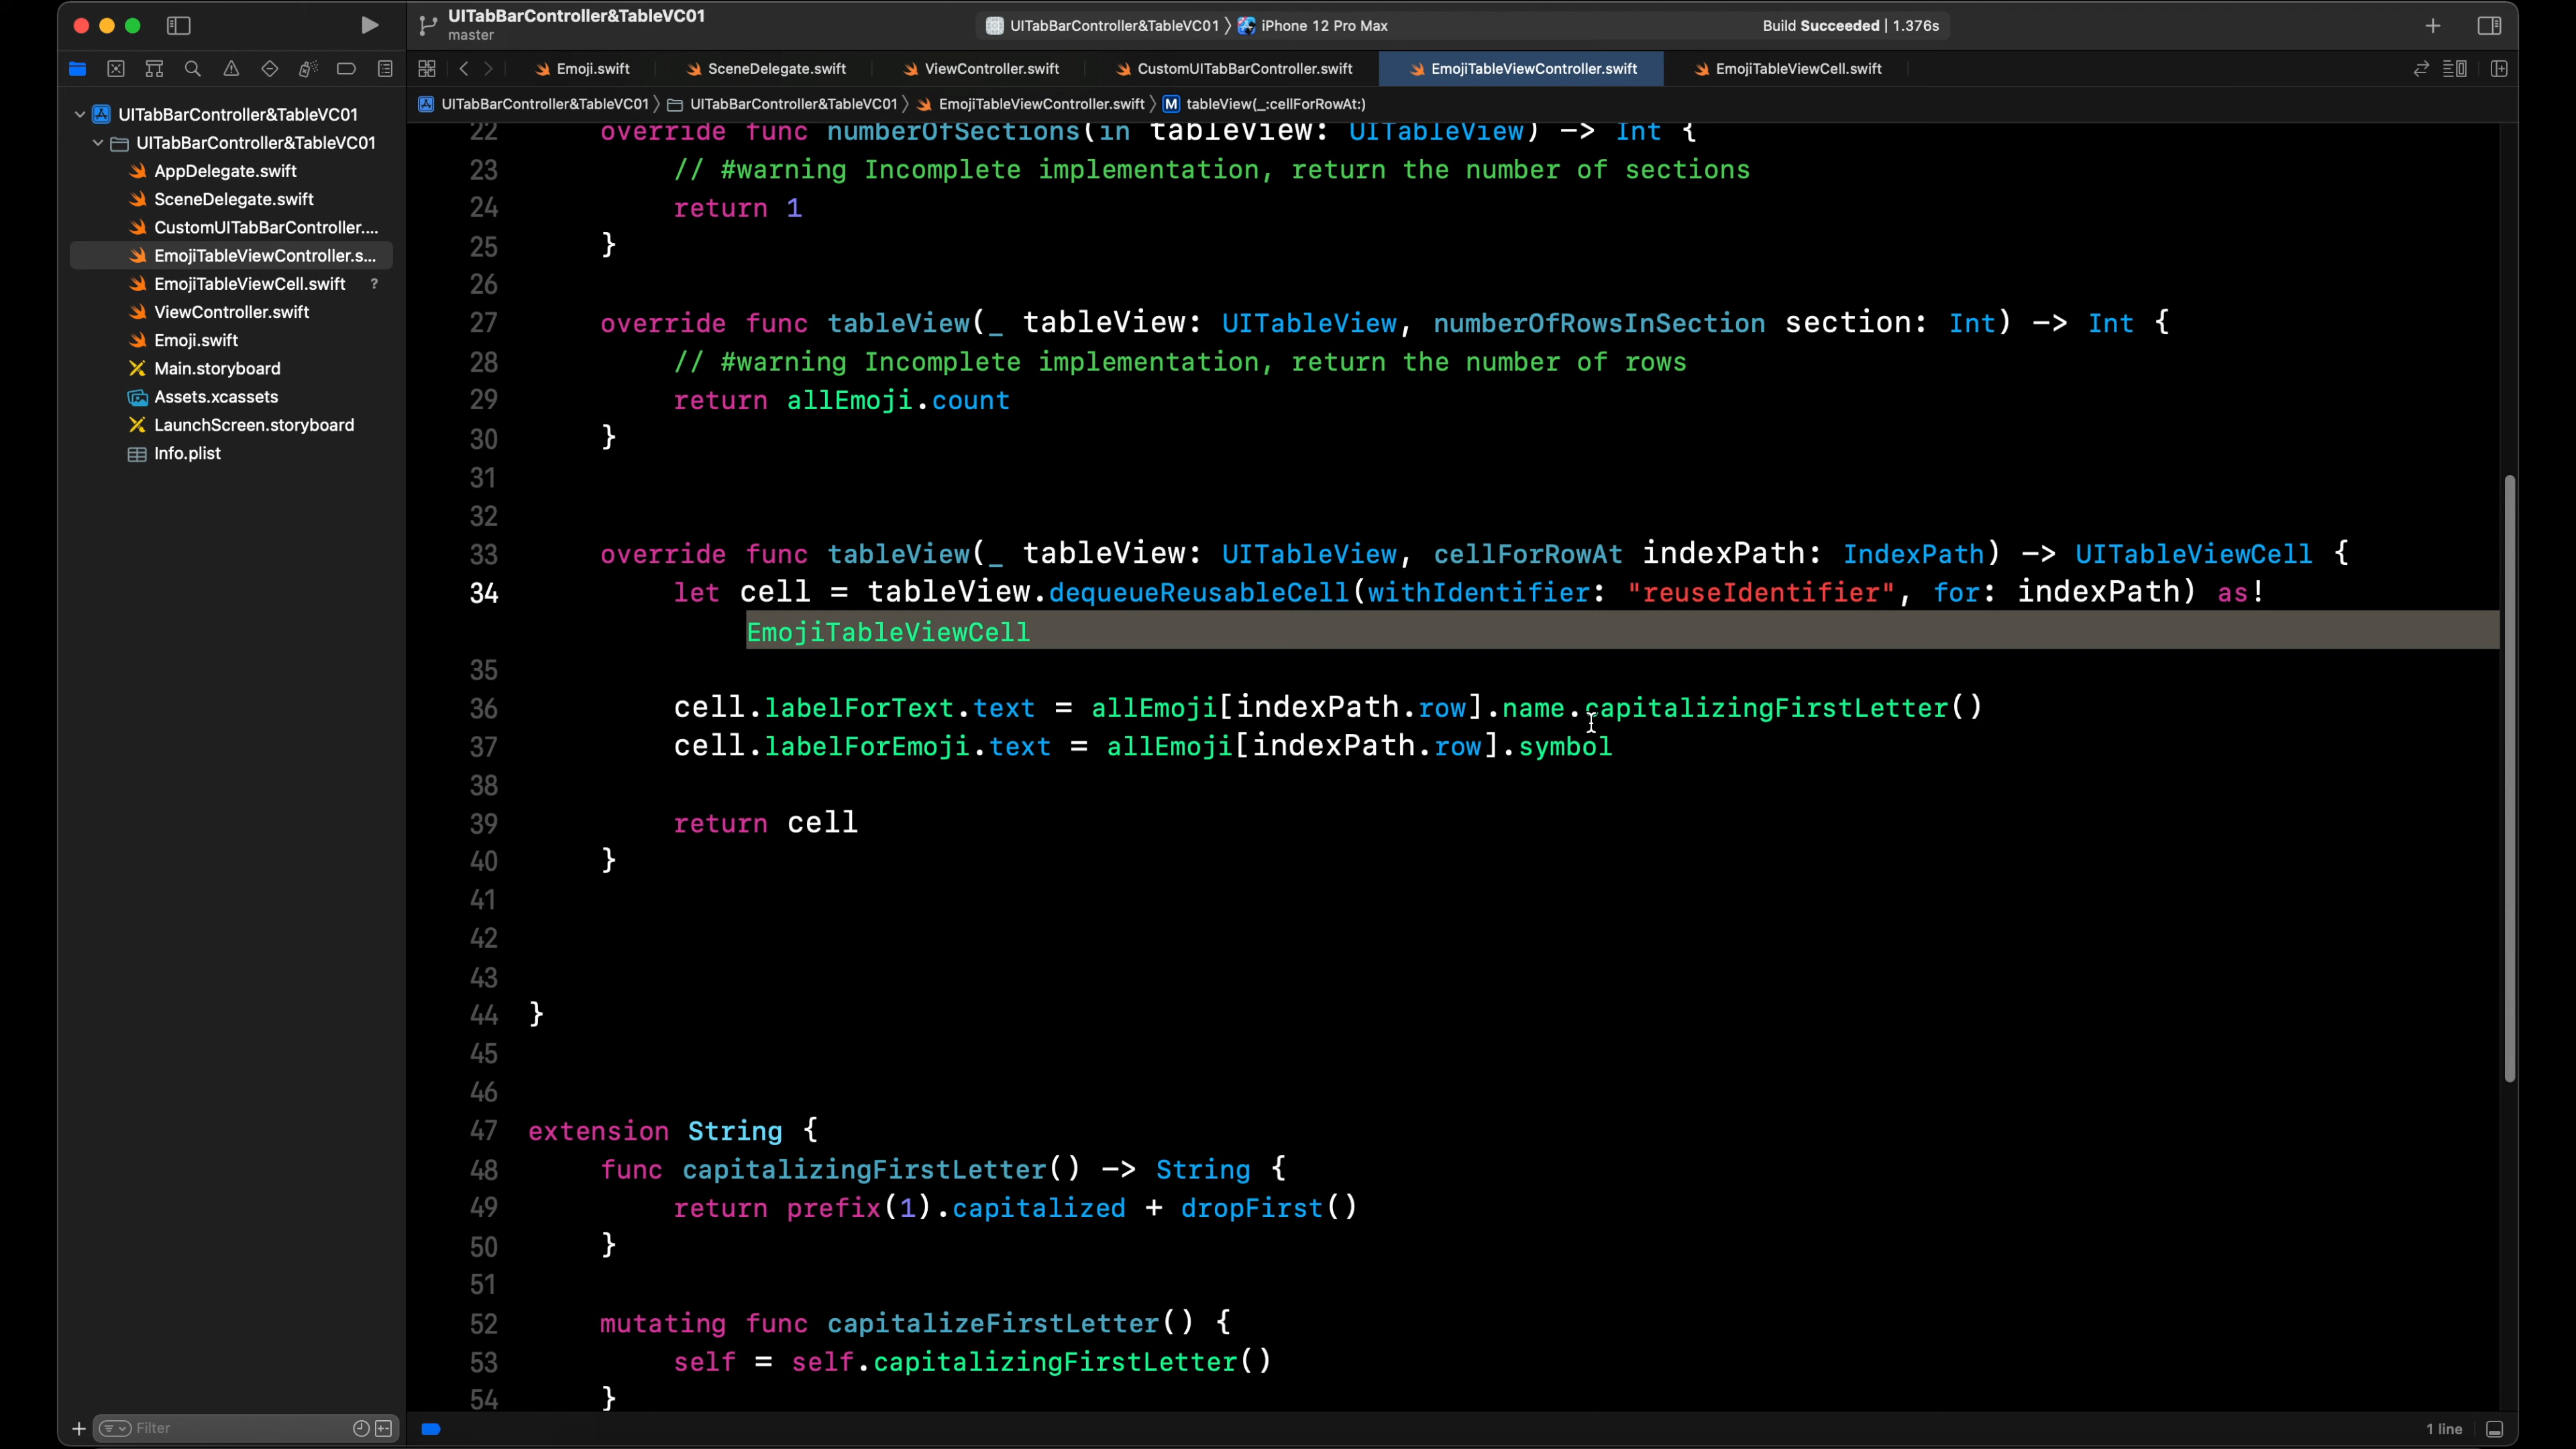 UITabBarController&TableVC01
master
UITabBarController&TableVC01 〉 iPhone 12 Pro Max
Build Succeeded | 1.376s
Emoji.swift
SceneDelegate.swift
ViewController.swift
CustomUITabBarController.swift
EmojiTableViewController.swift
EmojiTableViewCell.swift
UITabBarController&TableVC01 〉 UITabBarController&TableVC01 〉 EmojiTableViewController.swift 〉 M tableView(_:cellForRowAt:)
UITabBarController&TableVC01
UITabBarController&TableVC01
AppDelegate.swift
SceneDelegate.swift
CustomUITabBarController....
EmojiTableViewController.s...
EmojiTableViewCell.swift ?
ViewController.swift
Emoji.swift
Main.storyboard
Assets.xcassets
LaunchScreen.storyboard
Info.plist
22 override func numberOfSections(in tableView: UITableView) -> Int {
23 // #warning Incomplete implementation, return the number of sections
24 return 1
25 }
26
27 override func tableView(_ tableView: UITableView, numberOfRowsInSection section: Int) -> Int {
28 // #warning Incomplete implementation, return the number of rows
29 return allEmoji.count
30 }
31
32
33 override func tableView(_ tableView: UITableView, cellForRowAt indexPath: IndexPath) -> UITableViewCell {
34 let cell = tableView.dequeueReusableCell(withIdentifier: "reuseIdentifier", for: indexPath) as!
EmojiTableViewCell
35
36 cell.labelForText.text = allEmoji[indexPath.row].name.capitalizingFirstLetter()
37 cell.labelForEmoji.text = allEmoji[indexPath.row].symbol
38
39 return cell
40 }
41
42
43
44 }
45
46
47 extension String {
48 func capitalizingFirstLetter() -> String {
49 return prefix(1).capitalized + dropFirst()
50 }
51
52 mutating func capitalizeFirstLetter() {
53 self = self.capitalizingFirstLetter()
54 }
Filter
1 line